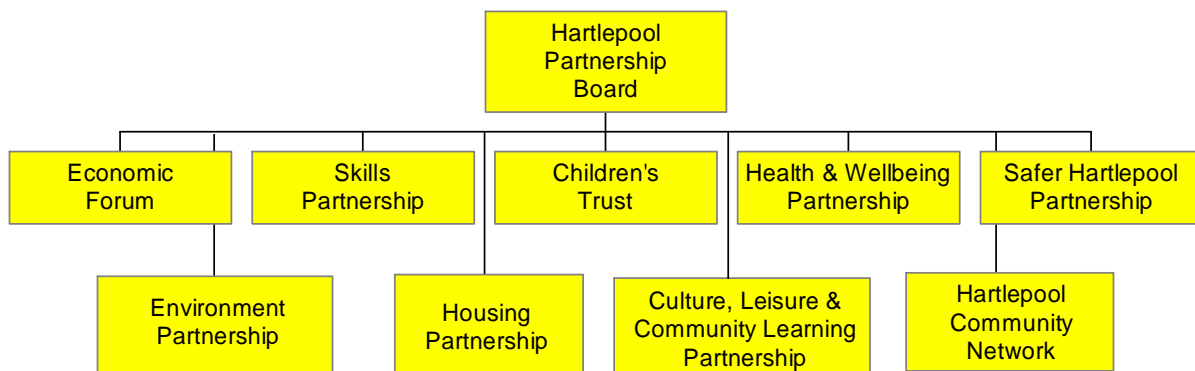 Hartlepool
Partnership
Board
Economic
Forum
Skills
Partnership
Children's
Trust
Health & Wellbeing
Partnership
Safer Hartlepool
Partnership
Environment
Partnership
Housing
Partnership
Culture, Leisure &
Community Learning
Partnership
Hartlepool
Community
Network